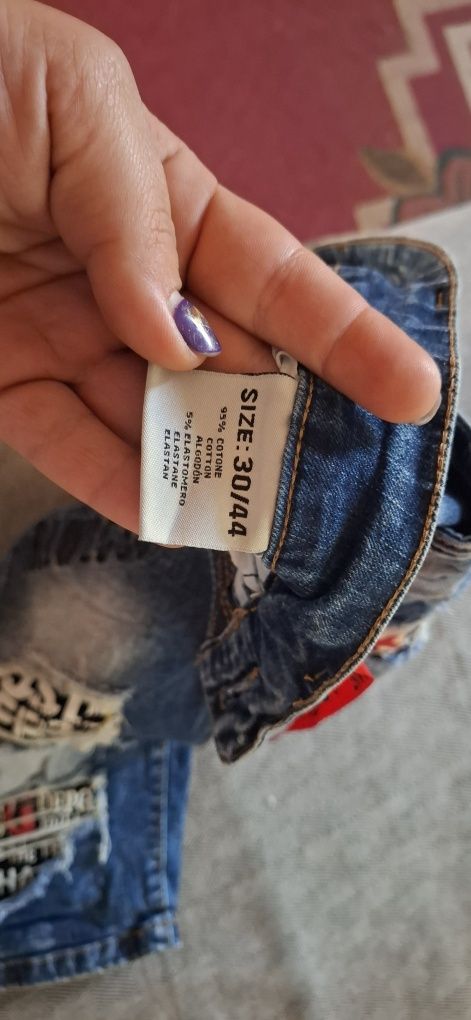 SIZE: 30/44
95% COTONE
COTTON
ALGODÓN
5% ELASTOMERO
ELASTANE
ELASTAN